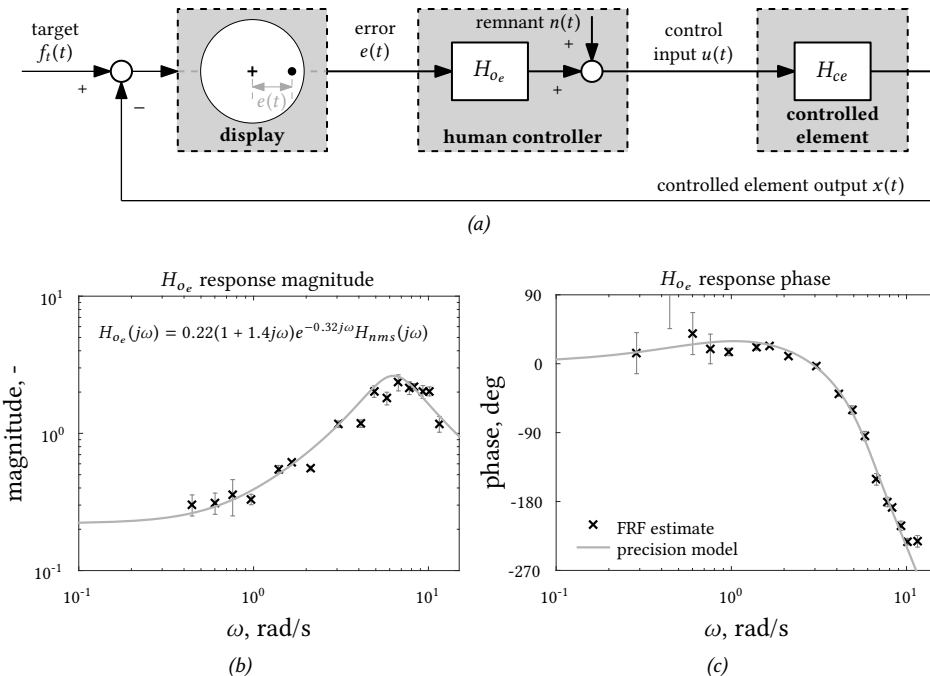 target
f_t(t)
+
−
e(t)
display
error
e(t)
remnant n(t)
+
H_{o_e}
+
human controller
control
input u(t)
H_{ce}
controlled
element
controlled element output x(t)
(a)
H_{o_e} response magnitude
H_{o_e}(jω) = 0.22(1 + 1.4jω)e^{−0.32jω}H_{nms}(jω)
magnitude, -
10^1
10^0
10^{-1}
10^{-1} 10^0 10^1
ω, rad/s
(b)
H_{o_e} response phase
phase, deg
90
0
-90
-180
-270
FRF estimate
precision model
10^{-1} 10^0 10^1
ω, rad/s
(c)